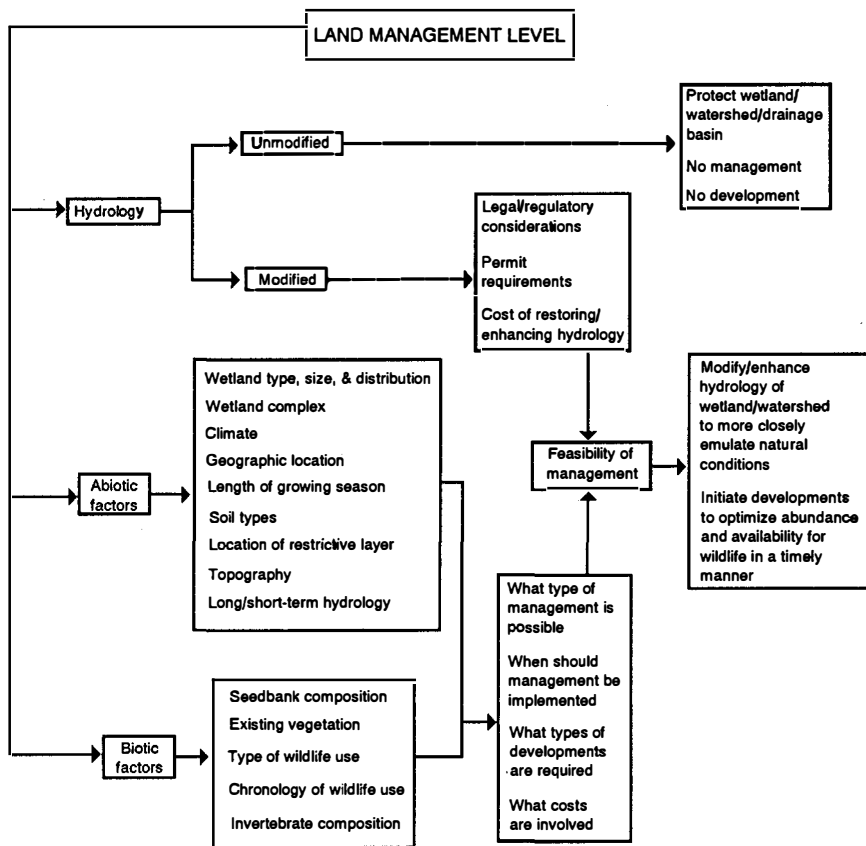 LAND MANAGEMENT LEVEL
Protect wetland/
watershed/drainage
basin
No management
No development
Unmodified
Hydrology
Modified
Legal/regulatory
considerations
Permit
requirements
Cost of restoring/
enhancing hydrology
Wetland type, size, & distribution
Wetland complex
Climate
Geographic location
Length of growing season
Soil types
Location of restrictive layer
Topography
Long/short-term hydrology
Abiotic
factors
Feasibility of
management
Modify/enhance
hydrology of
wetland/watershed
to more closely
emulate natural
conditions
Initiate developments
to optimize abundance
and availability for
wildlife in a timely
manner
What type of
management is
possible
When should
management be
implemented
What types of
developments
are required
What costs
are involved
Biotic
factors
Seedbank composition
Existing vegetation
Type of wildlife use
Chronology of wildlife use
Invertebrate composition